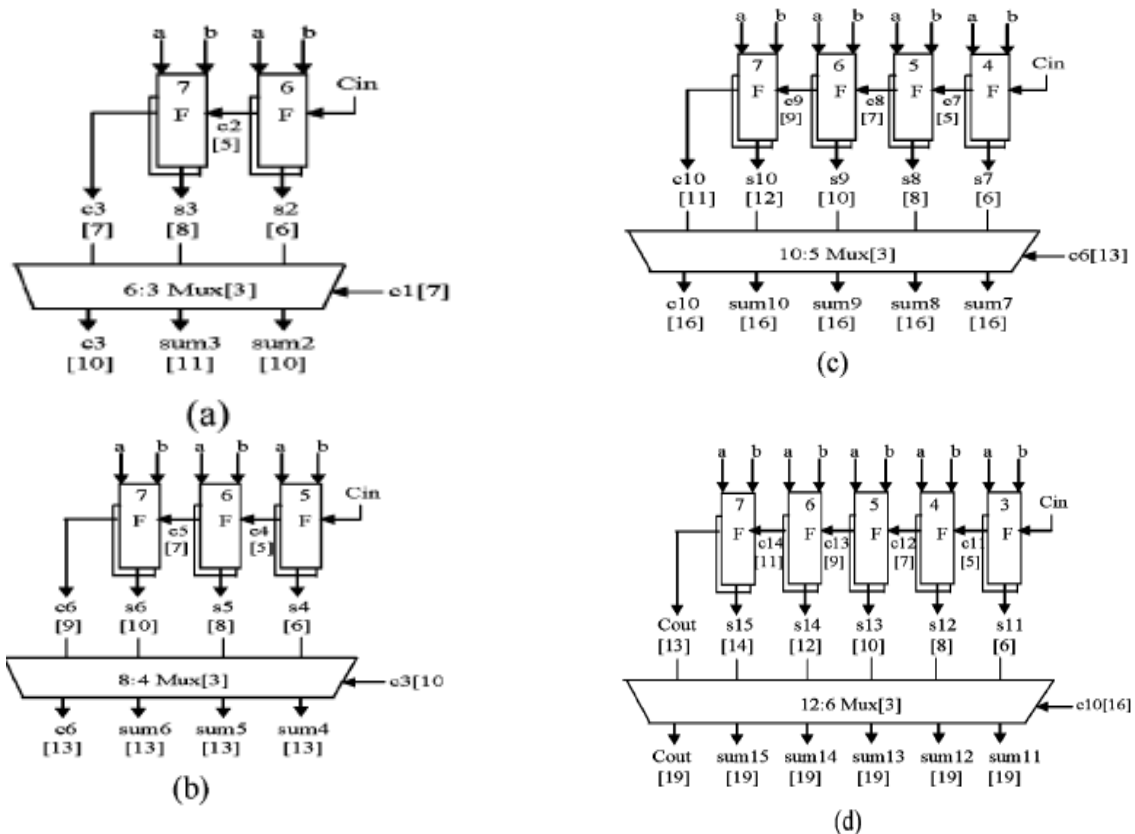 a b a b
7 6
F F
Cin
c2
[5]
c3 s3 s2
[7] [8] [6]
6:3 Mux[3]
c1[7]
c3 sum3 sum2
[10] [11] [10]
(a)
a b a b a b
7 6 5
F F F
Cin
c5 c4
[7] [5]
c6 s6 s5 s4
[9] [10] [8] [6]
8:4 Mux[3]
c3[10
c6 sum6 sum5 sum4
[13] [13] [13] [13]
(b)
a b a b a b a b
7 6 5 4
F F F F
Cin
c9 c8 c7
[9] [7] [5]
c10 s10 s9 s8 s7
[11] [12] [10] [8] [6]
10:5 Mux[3]
c6[13]
c10 sum10 sum9 sum8 sum7
[16] [16] [16] [16] [16]
(c)
a b a b a b a b a b
7 6 5 4 3
F F F F F
Cin
c14 c13 c12 c11
[11] [9] [7] [5]
Cout s15 s14 s13 s12 s11
[13] [14] [12] [10] [8] [6]
12:6 Mux[3]
c10[16]
Cout sum15 sum14 sum13 sum12 sum11
[19] [19] [19] [19] [19] [19]
(d)